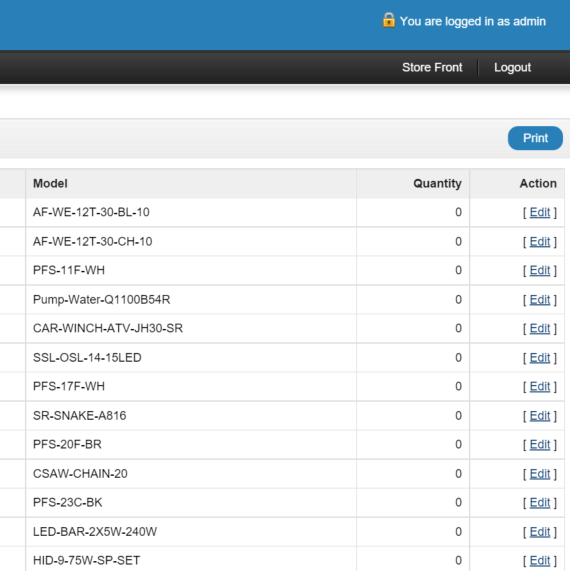 You are logged in as admin
Store Front Logout
Print
Model Quantity Action
AF-WE-12T-30-BL-10 0 [ Edit ]
AF-WE-12T-30-CH-10 0 [ Edit ]
PFS-11F-WH 0 [ Edit ]
Pump-Water-Q1100B54R 0 [ Edit ]
CAR-WINCH-ATV-JH30-SR 0 [ Edit ]
SSL-OSL-14-15LED 0 [ Edit ]
PFS-17F-WH 0 [ Edit ]
SR-SNAKE-A816 0 [ Edit ]
PFS-20F-BR 0 [ Edit ]
CSAW-CHAIN-20 0 [ Edit ]
PFS-23C-BK 0 [ Edit ]
LED-BAR-2X5W-240W 0 [ Edit ]
HID-9-75W-SP-SET 0 [ Edit ]